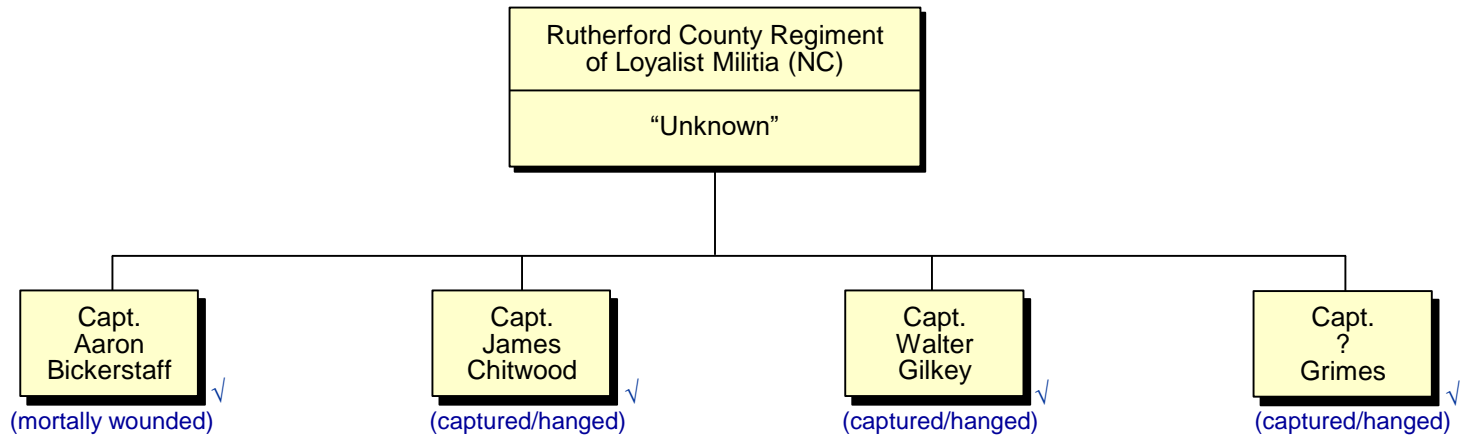 Rutherford County Regiment
of Loyalist Militia (NC)
“Unknown”
Capt.
Aaron
Bickerstaff
√
(mortally wounded)
Capt.
James
Chitwood
√
(captured/hanged)
Capt.
Walter
Gilkey
√
(captured/hanged)
Capt.
?
Grimes
√
(captured/hanged)